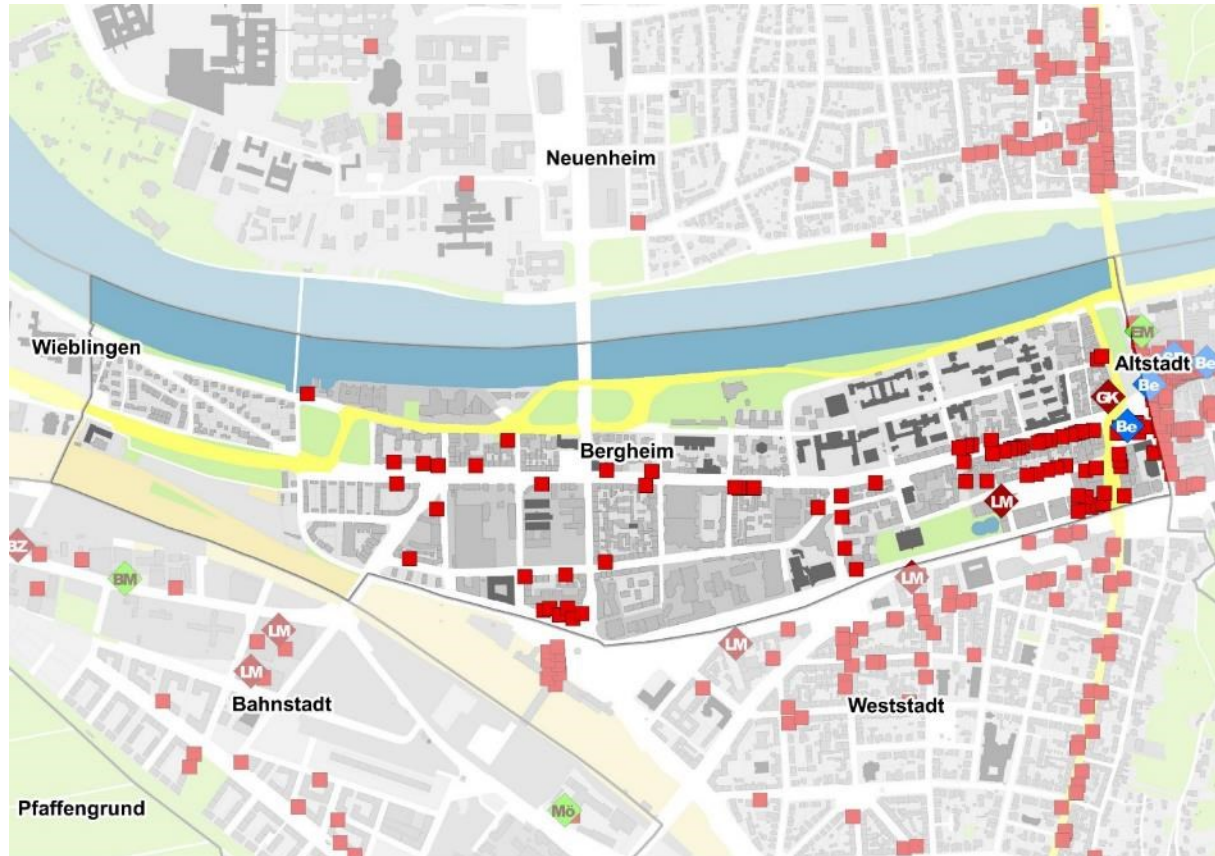 Neuenheim
Wieblingen
EM
Altstadt
Be
Be
GK
Be
Bergheim
LM
BZ
BM
LM
LM
LM
LM
Bahnstadt
Weststadt
Pfaffengrund
Mö